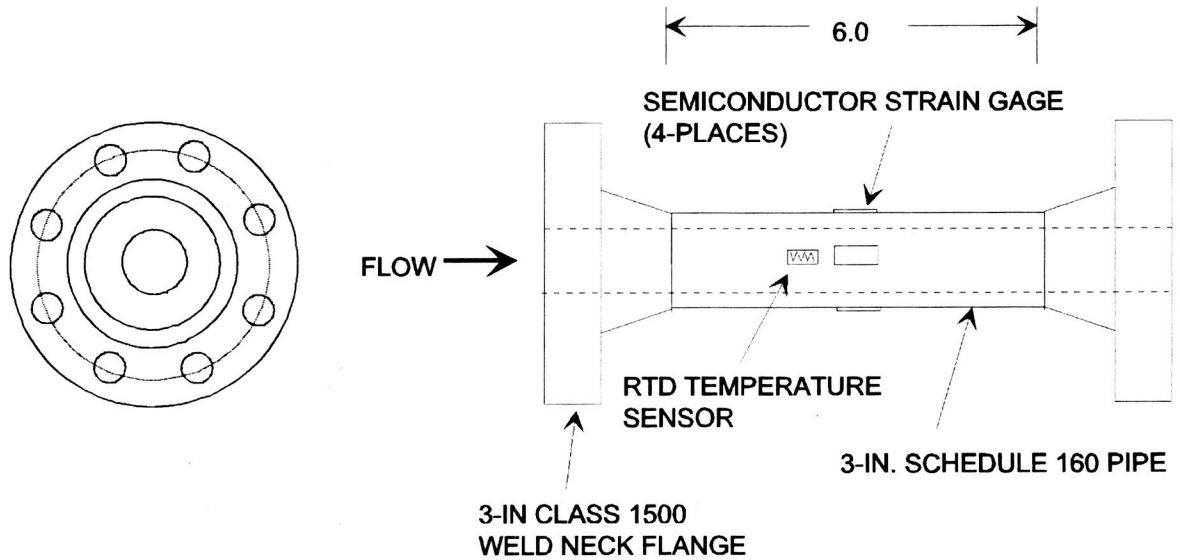 6.0
SEMICONDUCTOR STRAIN GAGE
(4-PLACES)
FLOW
RTD TEMPERATURE
SENSOR
3-IN. SCHEDULE 160 PIPE
3-IN CLASS 1500
WELD NECK FLANGE